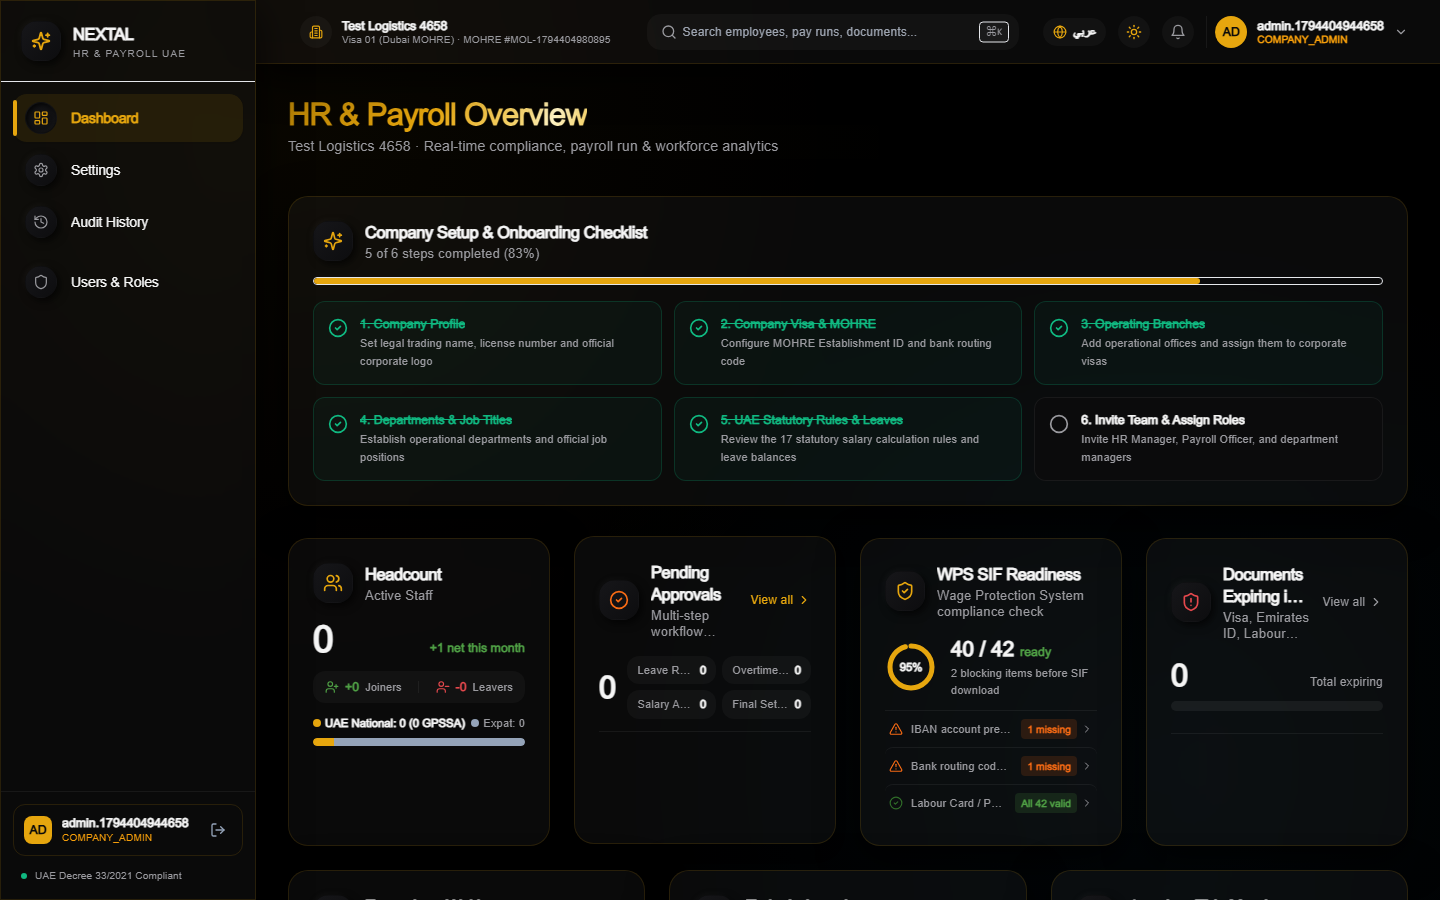 NEXTAL
HR & PAYROLL UAE
Dashboard
Settings
Audit History
Users & Roles
AD
admin.1794404944658
COMPANY_ADMIN
UAE Decree 33/2021 Compliant
Test Logistics 4658
Visa 01 (Dubai MOHRE) · MOHRE #MOL-1794404980895
Search employees, pay runs, documents...
⌘K
عربي
AD
admin.1794404944658
COMPANY_ADMIN
HR & Payroll Overview
Test Logistics 4658 · Real-time compliance, payroll run & workforce analytics
Company Setup & Onboarding Checklist
5 of 6 steps completed (83%)
1. Company Profile
Set legal trading name, license number and official
corporate logo
2. Company Visa & MOHRE
Configure MOHRE Establishment ID and bank routing
code
3. Operating Branches
Add operational offices and assign them to corporate
visas
4. Departments & Job Titles
Establish operational departments and official job
positions
5. UAE Statutory Rules & Leaves
Review the 17 statutory salary calculation rules and
leave balances
6. Invite Team & Assign Roles
Invite HR Manager, Payroll Officer, and department
managers
Headcount
Active Staff
0
+1 net this month
+0 Joiners
-0 Leavers
UAE National: 0 (0 GPSSA)
Expat: 0
Pending
Approvals
Multi-step
workflow...
View all
0
Leave R... 0
Overtime... 0
Salary A... 0
Final Set... 0
WPS SIF Readiness
Wage Protection System
compliance check
95%
40 / 42 ready
2 blocking items before SIF
download
IBAN account pre... 1 missing
Bank routing cod... 1 missing
Labour Card / P... All 42 valid
Documents
Expiring i...
Visa, Emirates
ID, Labour...
View all
0
Total expiring